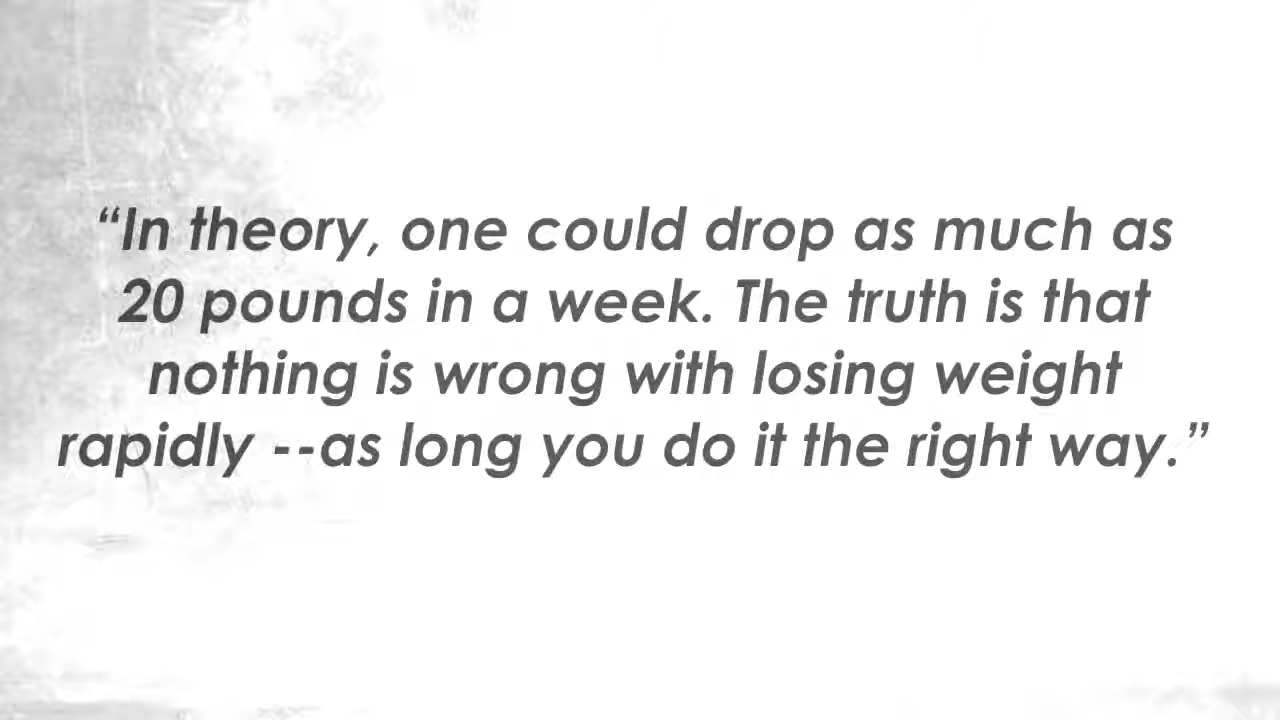 “In theory, one could drop as much as
20 pounds in a week. The truth is that
nothing is wrong with losing weight
rapidly --as long you do it the right way.”